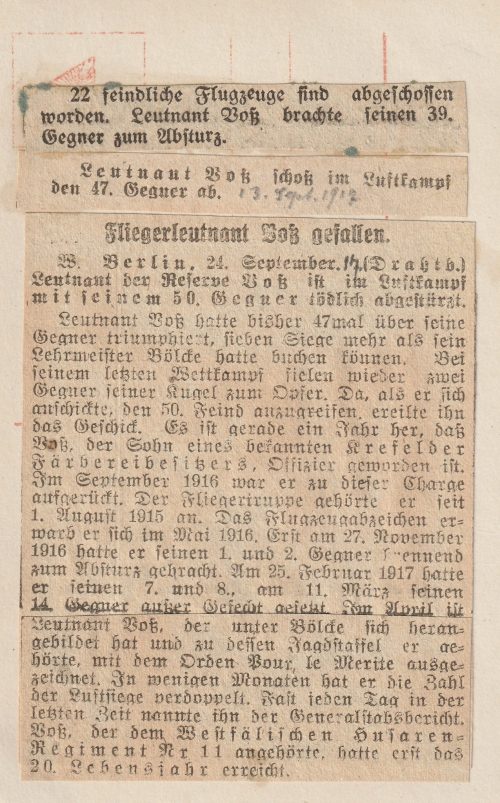 22 feindliche Flugzeuge sind abgeschossen
worden. Leutnant Voß brachte seinen 39.
Gegner zum Absturz.
Leutnant Voß schoß im Luftkampf
den 47. Gegner ab. 13. Sept. 1917
Fliegerleutnant Voß gefallen.
W. Berlin, 24. September. 17. (Drahtb.)
Leutnant der Reserve Voß ist im Luftkampf
mit seinem 50. Gegner tödlich abgestürzt.
Leutnant Voß hatte bisher 47mal über seine
Gegner triumphiert, sieben Siege mehr als sein
Lehrmeister Bölcke hatte buchen können. Bei
seinem letzten Wettkampf fielen wieder zwei
Gegner seiner Kugel zum Opfer. Da, als er sich
anschickte, den 50. Feind anzugreifen, ereilte ihn
das Geschick. Es ist gerade ein Jahr her, daß
Voß, der Sohn eines bekannten Krefelder
Färbereibesitzers, Offizier geworden ist.
Im September 1916 war er zu dieser Charge
aufgerückt. Der Fliegertruppe gehörte er seit
1. August 1915 an. Das Flugzeugabzeichen er-
warb er sich im Mai 1916. Erst am 27. November
1916 hatte er seinen 1. und 2. Gegner brennend
zum Absturz gebracht. Am 25. Februar 1917 hatte
er seinen 7. und 8., am 11. März seinen
14. Gegner außer Gefecht gesetzt. Im April ist
Leutnant Voß, der unter Bölcke sich heran-
gebildet hat und zu dessen Jagdstaffel er ge-
hörte, mit dem Orden Pour le Merite ausge-
zeichnet. In wenigen Monaten hat er die Zahl
der Luftsiege verdoppelt. Fast jeden Tag in der
letzten Zeit nannte ihn der Generalstabsbericht.
Voß, der dem Westfälischen Husaren-
Regiment Nr 11 angehörte, hatte erst das
20. Lebensjahr erreicht.